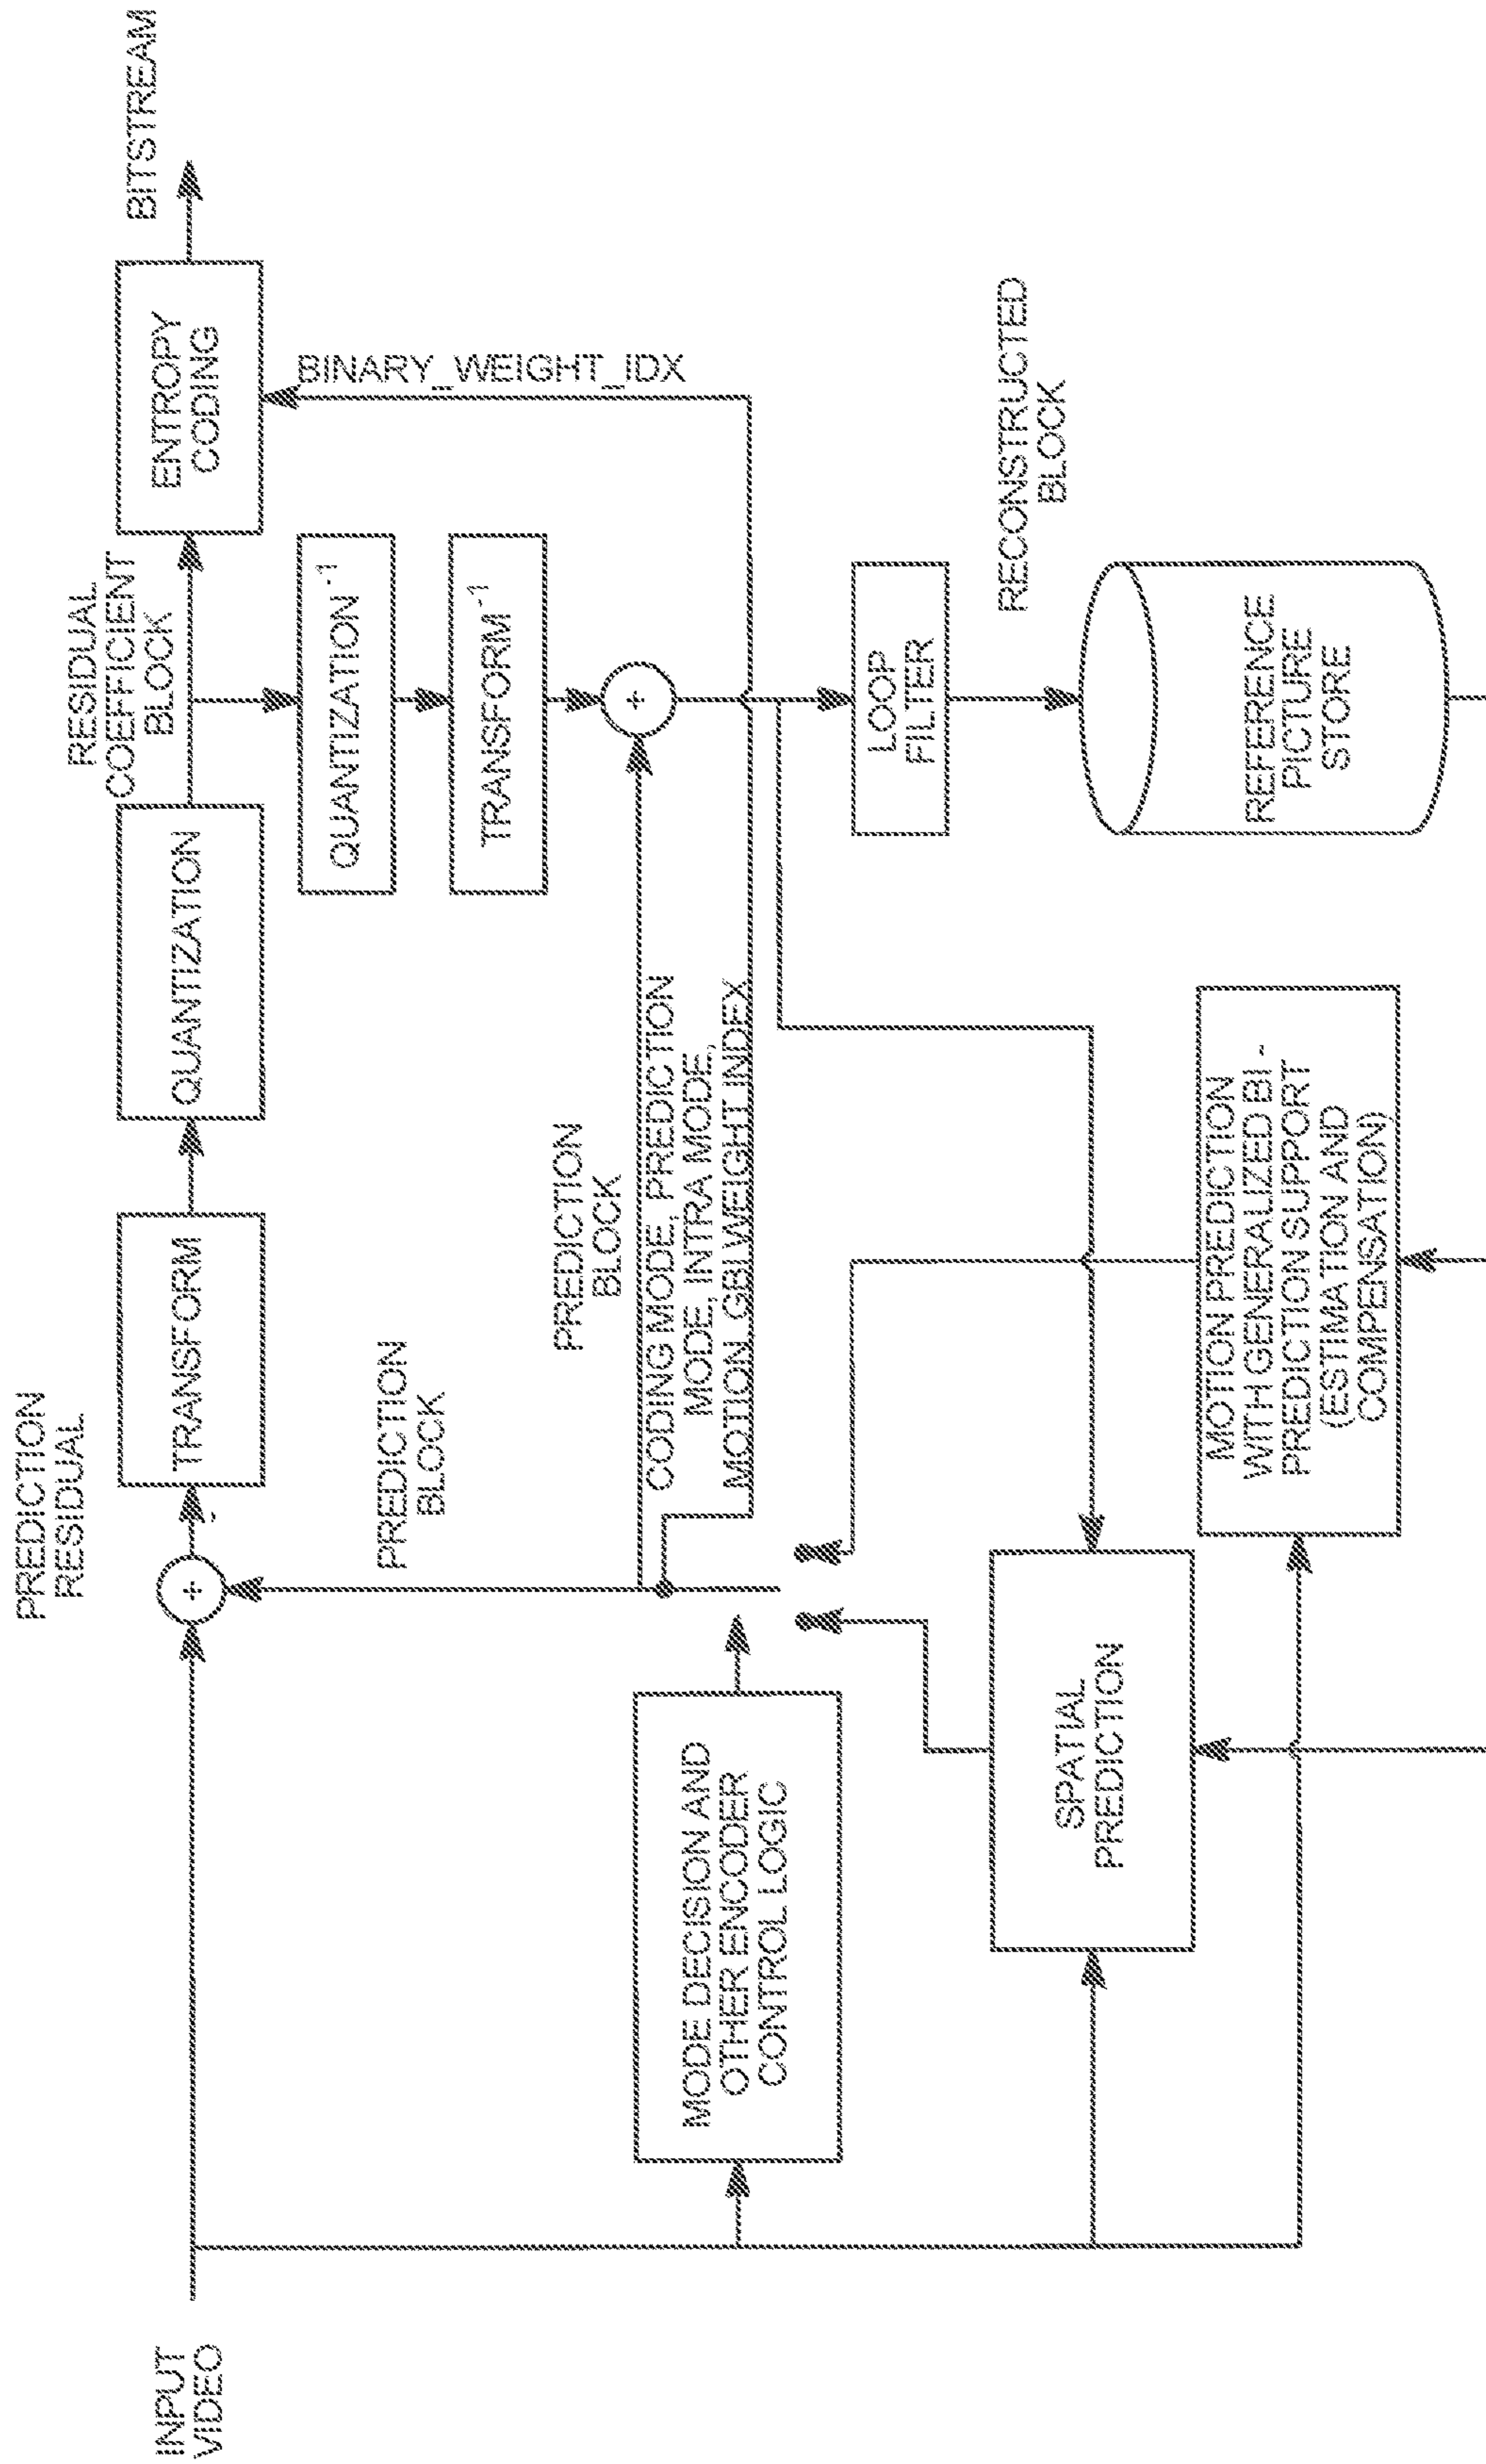 INPUT
VIDEO
PREDICTION
RESIDUAL
+
TRANSFORM
QUANTIZATION
RESIDUAL
COEFFICIENT
BLOCK
ENTROPY
CODING
BITSTREAM
PREDICTION
BLOCK
QUANTIZATION-1
TRANSFORM-1
BINARY_WEIGHT_IDX
PREDICTION
BLOCK
+
CODING MODE, PREDICTION
MODE, INTRA MODE,
MOTION, GBI WEIGHT INDEX
MODE DECISION AND
OTHER ENCODER
CONTROL LOGIC
LOOP
FILTER
RECONSTRUCTED
BLOCK
SPATIAL
PREDICTION
MOTION PREDICTION
WITH GENERALIZED BI -
PREDICTION SUPPORT
(ESTIMATION AND
COMPENSATION)
REFERENCE
PICTURE
STORE